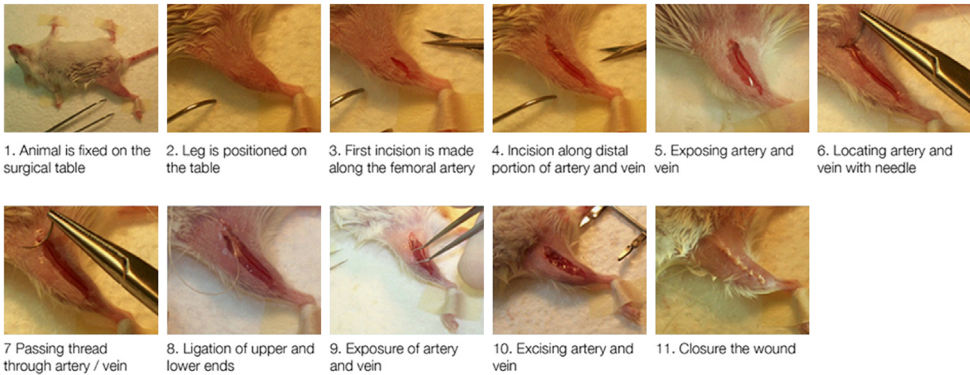 1. Animal is fixed on the
surgical table
2. Leg is positioned on
the table
3. First incision is made
along the femoral artery
4. Incision along distal
portion of artery and vein
5. Exposing artery and
vein
6. Locating artery and
vein with needle
7 Passing thread
through artery / vein
8. Ligation of upper and
lower ends
9. Exposure of artery
and vein
10. Excising artery and
vein
11. Closure the wound